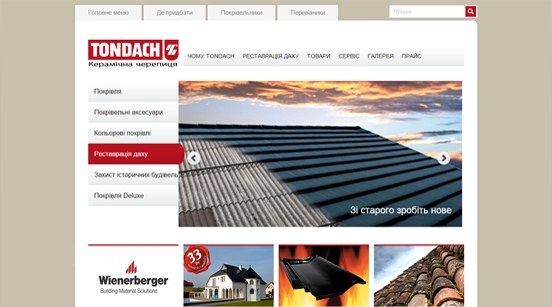 Головне меню
Де придбати
Покрівельники
Перевізники
Пошук
TONDACH
Керамічна черепиця
ЧОМУ TONDACH
РЕСТАВРАЦІЯ ДАХУ
ТОВАРИ
СЕРВІС
ГАЛЕРЕЯ
ПРАЙС
Покрівля
Покрівельні аксесуари
Кольорові покрівлі
Реставрація даху
Захист історичних будівель
Покрівля Deluxe
Зі старого зробіть нове
Wienerberger
Building Material Solutions
33